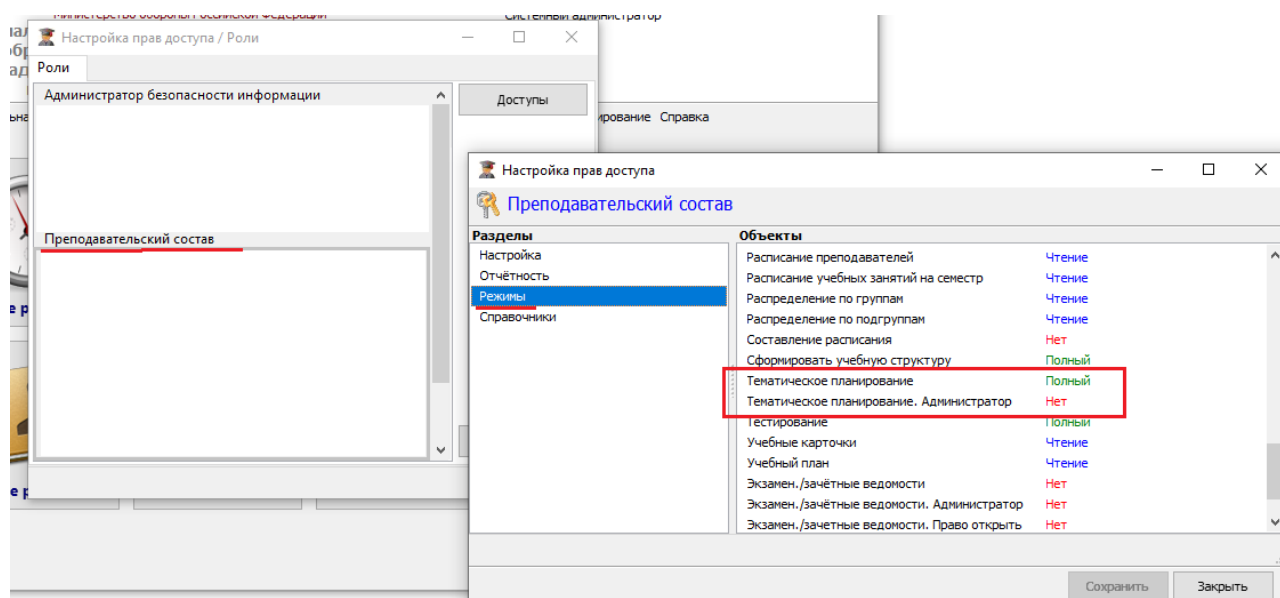 Министерство обороны Российской Федерации
Системный администратор
Настройка прав доступа / Роли
Роли
Администратор безопасности информации
Доступы
Справка
Преподавательский состав
Настройка прав доступа
Преподавательский состав
Разделы
Настройка
Отчётность
Режимы
Справочники
Объекты
Расписание преподавателей Чтение
Расписание учебных занятий на семестр Чтение
Распределение по группам Чтение
Распределение по подгруппам Чтение
Составление расписания Нет
Сформировать учебную структуру Полный
Тематическое планирование Полный
Тематическое планирование. Администратор Нет
Тестирование Полный
Учебные карточки Чтение
Учебный план Чтение
Экзамен./зачётные ведомости Нет
Экзамен./зачётные ведомости. Администратор Нет
Экзамен./зачетные ведомости. Право открыть Нет
Сохранить
Закрыть